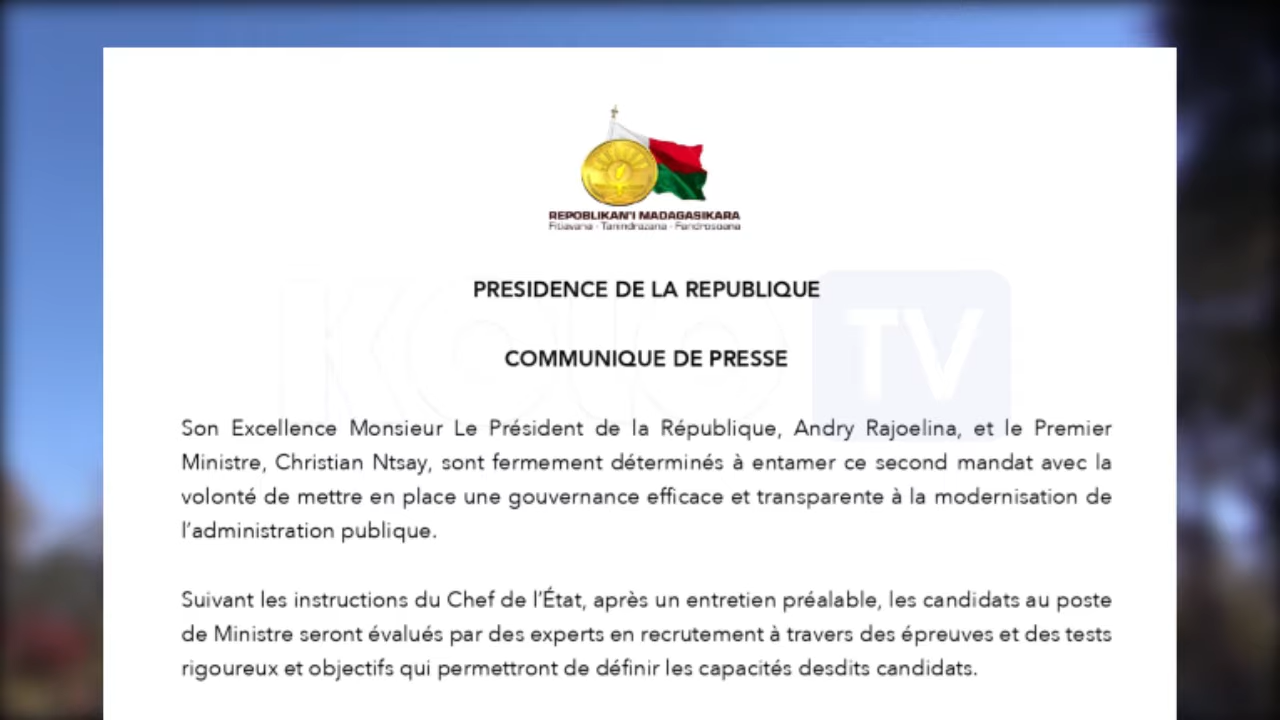 REPOBLIKAN'I MADAGASIKARA
Fitiavana - Tanindrazana - Fandrosoana
PRESIDENCE DE LA REPUBLIQUE
KOLO TV
COMMUNIQUE DE PRESSE
Son Excellence Monsieur Le Président de la République, Andry Rajoelina, et le Premier
Ministre, Christian Ntsay, sont fermement déterminés à entamer ce second mandat avec la
volonté de mettre en place une gouvernance efficace et transparente à la modernisation de
l'administration publique.
Suivant les instructions du Chef de l'État, après un entretien préalable, les candidats au poste
de Ministre seront évalués par des experts en recrutement à travers des épreuves et des tests
rigoureux et objectifs qui permettront de définir les capacités desdits candidats.